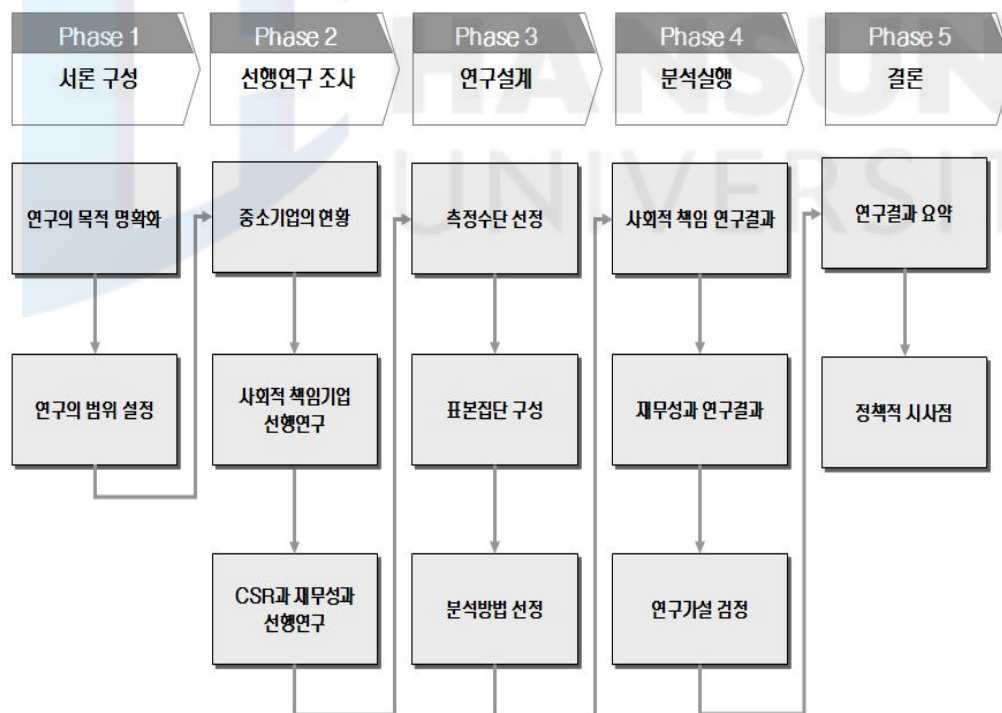 Phase 1
서론 구성
Phase 2
선행연구 조사
Phase 3
연구설계
Phase 4
분석실행
Phase 5
결론
연구의 목적 명확화
연구의 범위 설정
중소기업의 현황
사회적 책임기업
선행연구
CSR과 재무성과
선행연구
측정수단 선정
표본집단 구성
분석방법 선정
사회적 책임 연구결과
재무성과 연구결과
연구가설 검정
연구결과 요약
정책적 시사점
HANSUN
UNIVERSIT